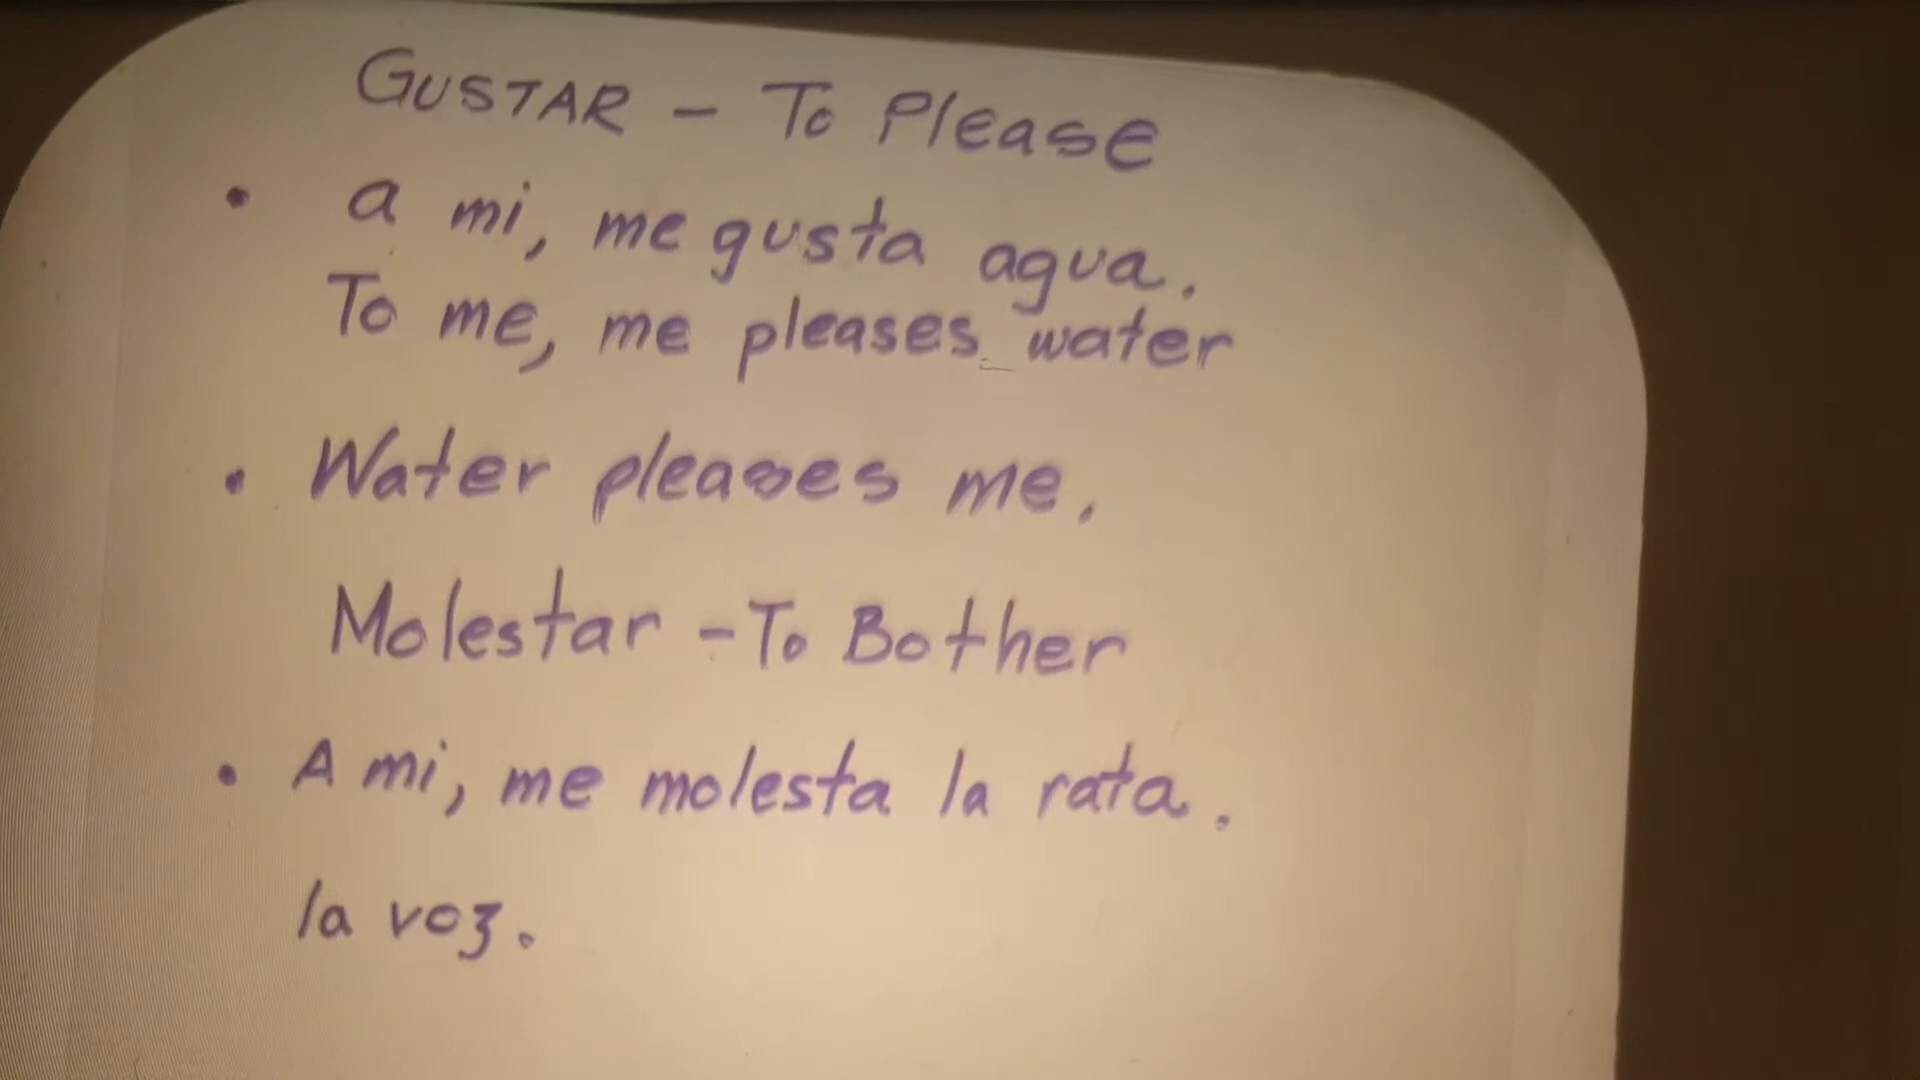 GUSTAR - To Please
• a mi, me gusta agua.
To me, me pleases water
• Water pleases me.
Molestar - To Bother
• A mi, me molesta la rata.
la voz.